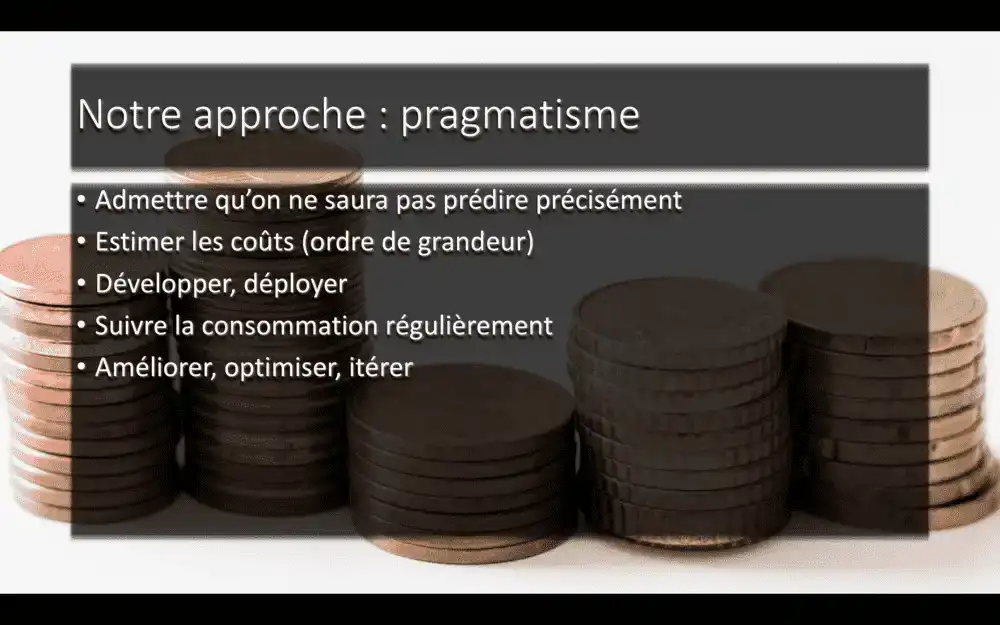 Notre approche : pragmatisme
• Admettre qu’on ne saura pas prédire précisément
• Estimer les coûts (ordre de grandeur)
• Développer, déployer
• Suivre la consommation régulièrement
• Améliorer, optimiser, itérer